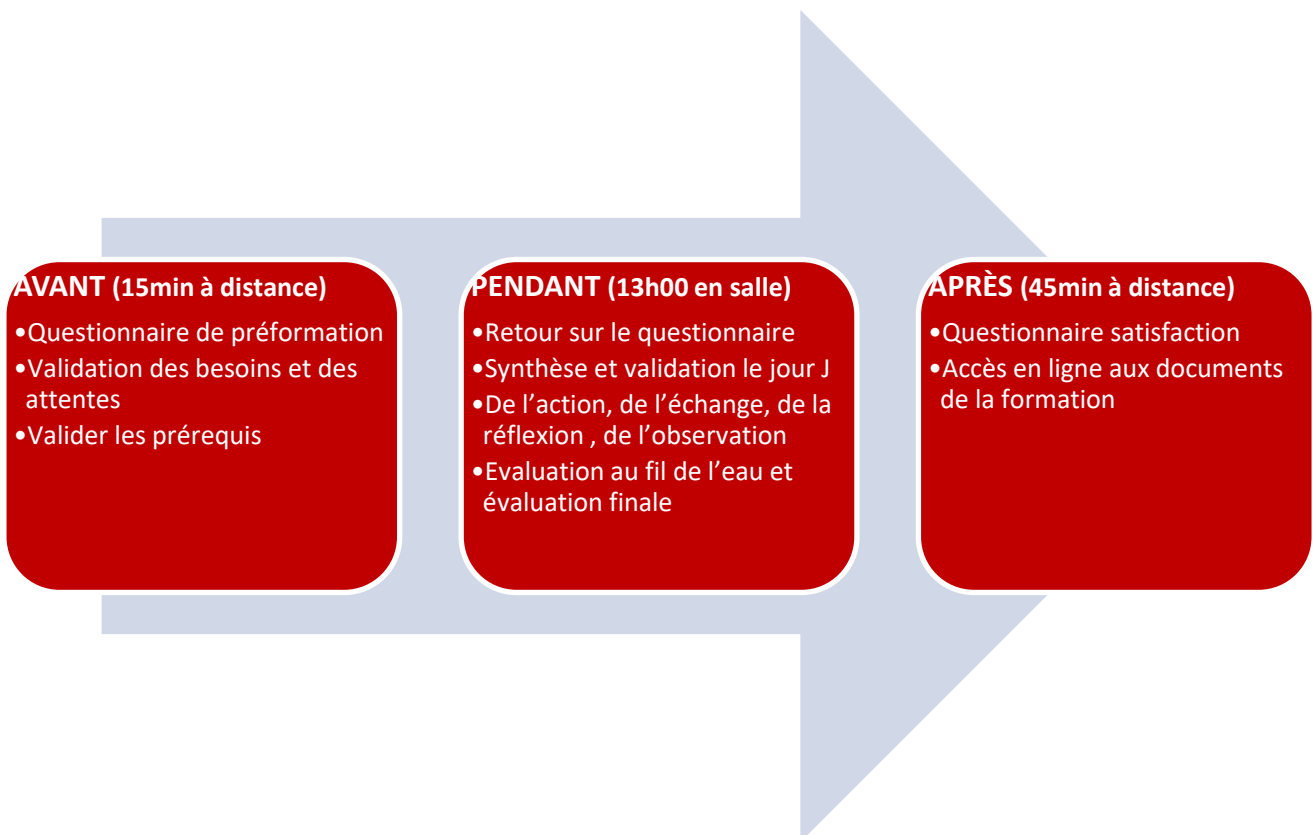 AVANT (15min à distance)
•Questionnaire de préformation
•Validation des besoins et des
attentes
•Valider les prérequis
PENDANT (13h00 en salle)
•Retour sur le questionnaire
•Synthèse et validation le jour J
•De l’action, de l’échange, de la
réflexion , de l’observation
•Evaluation au fil de l’eau et
évaluation finale
APRÈS (45min à distance)
•Questionnaire satisfaction
•Accès en ligne aux documents
de la formation